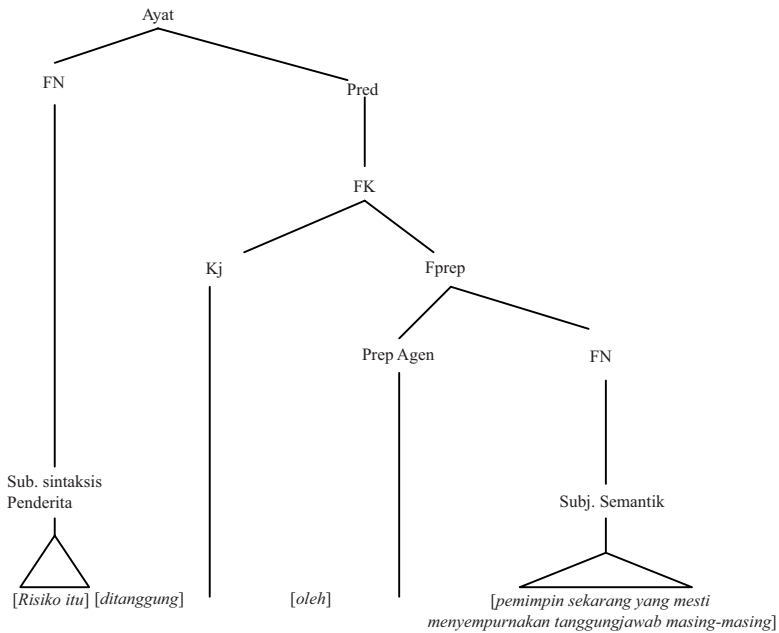 Ayat
FN
Pred
FK
Kj
Fprep
Prep Agen
FN
Sub. sintaksis
Penderita
Subj. Semantik
[Risiko itu] [ditanggung] [oleh] [pemimpin sekarang yang mesti
menyempurnakan tanggungjawab masing-masing]